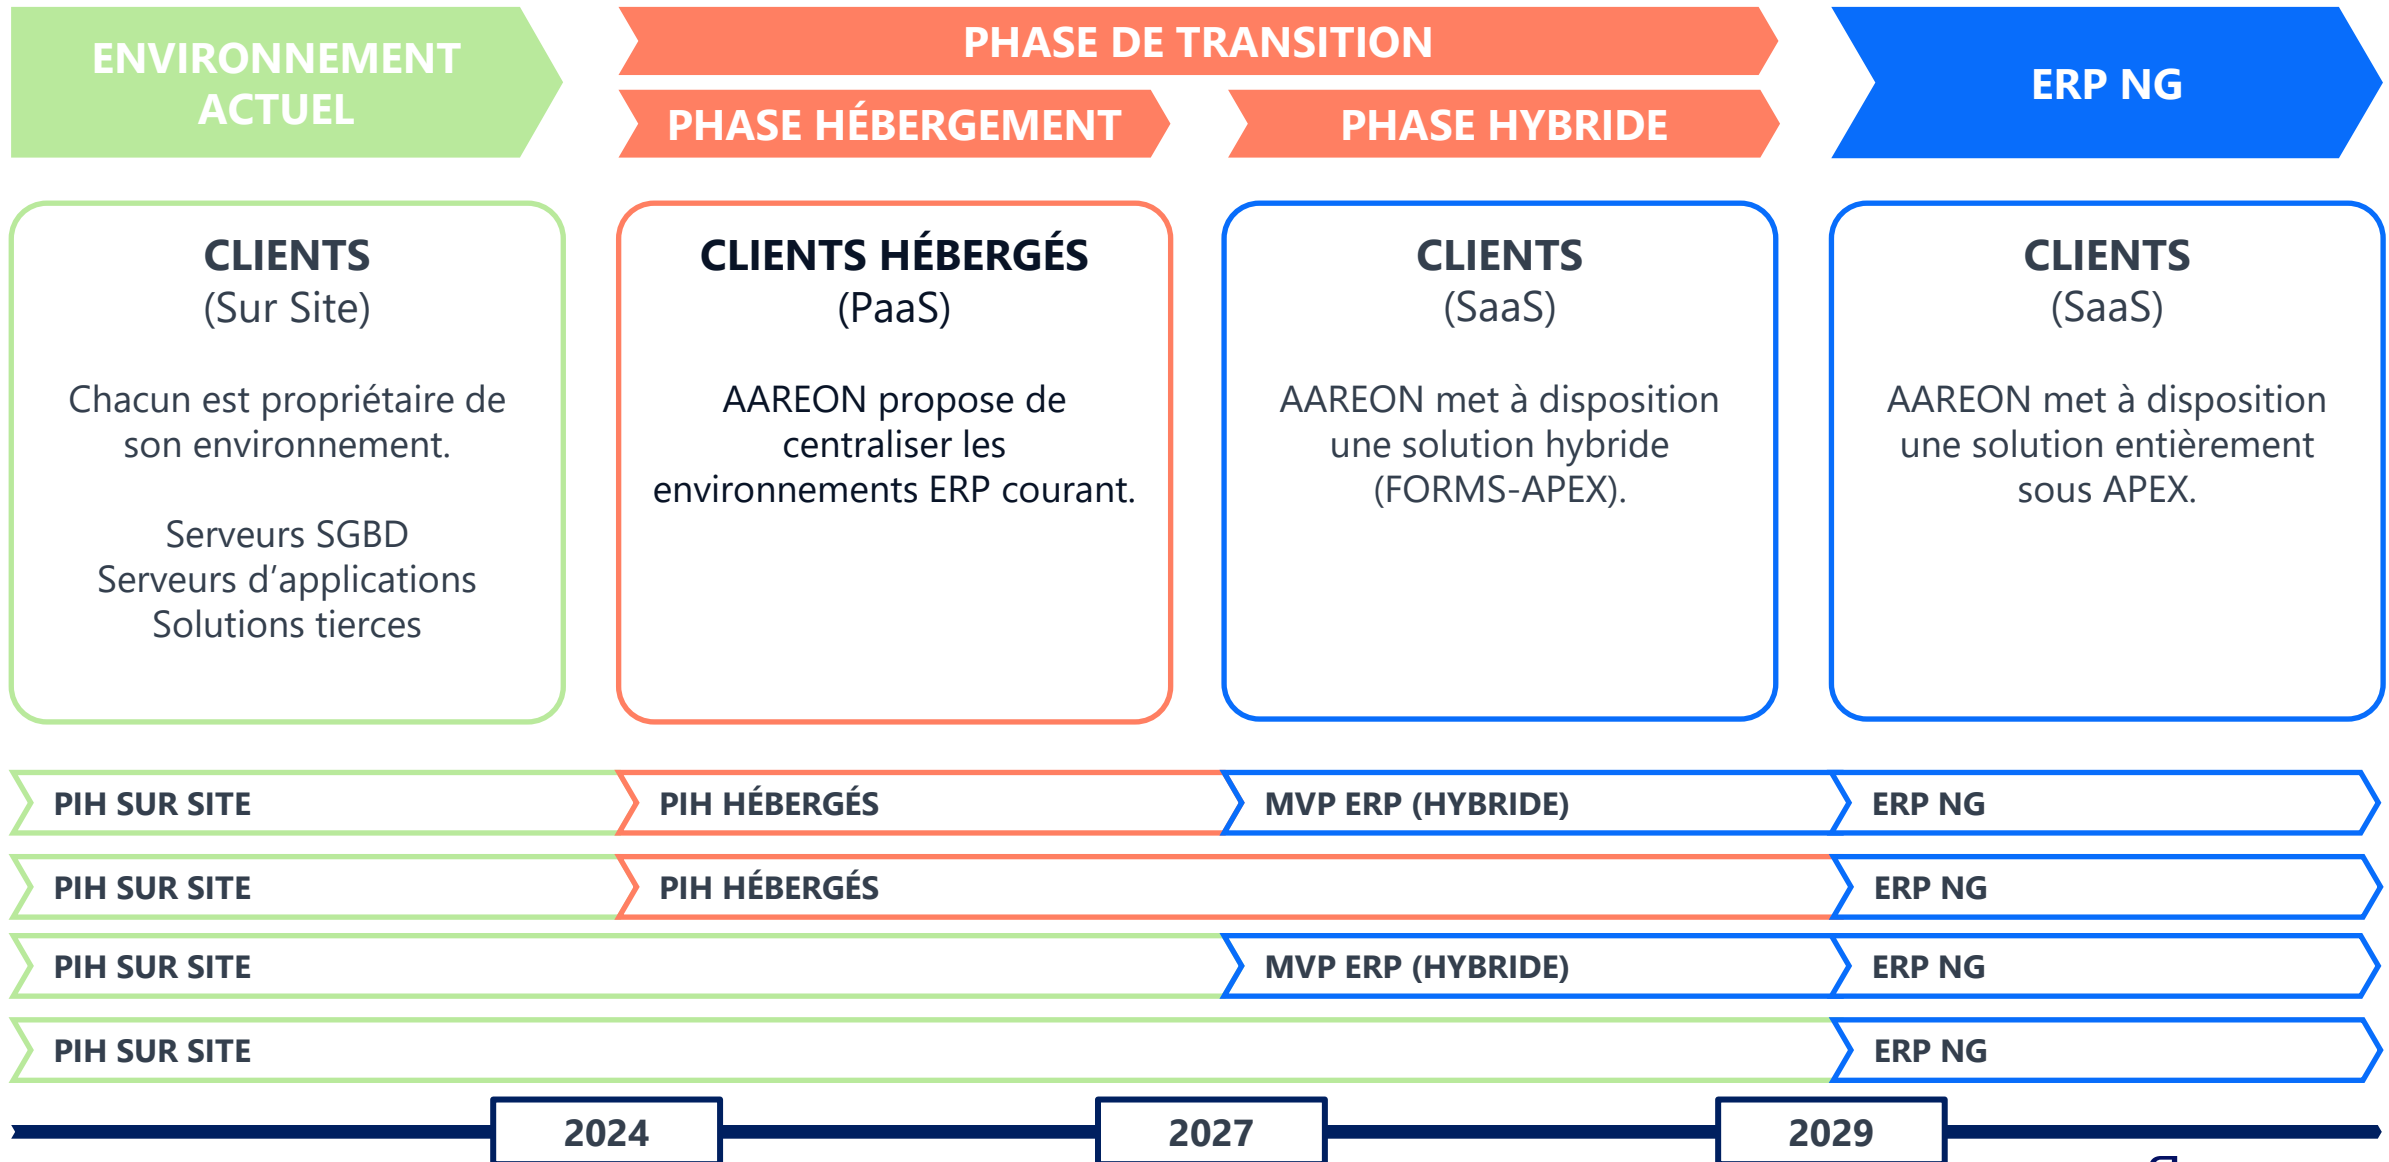 ENVIRONNEMENT
ACTUEL
PHASE DE TRANSITION
PHASE HÉBERGEMENT
PHASE HYBRIDE
ERP NG
CLIENTS
(Sur Site)
Chacun est propriétaire de
son environnement.
Serveurs SGBD
Serveurs d’applications
Solutions tierces
CLIENTS HÉBERGÉS
(PaaS)
AAREON propose de
centraliser les
environnements ERP courant.
CLIENTS
(SaaS)
AAREON met à disposition
une solution hybride
(FORMS-APEX).
CLIENTS
(SaaS)
AAREON met à disposition
une solution entièrement
sous APEX.
PIH SUR SITE
PIH HÉBERGÉS
MVP ERP (HYBRIDE)
ERP NG
PIH SUR SITE
PIH HÉBERGÉS
ERP NG
PIH SUR SITE
MVP ERP (HYBRIDE)
ERP NG
PIH SUR SITE
ERP NG
2024
2027
2029